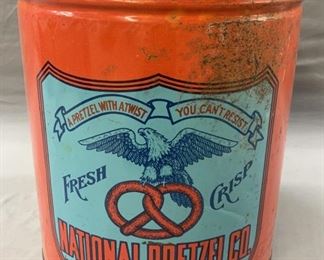 A PRETZEL WITH A TWIST YOU CAN'T RESIST
FRESH CRISP
NATIONAL PRETZEL CO.